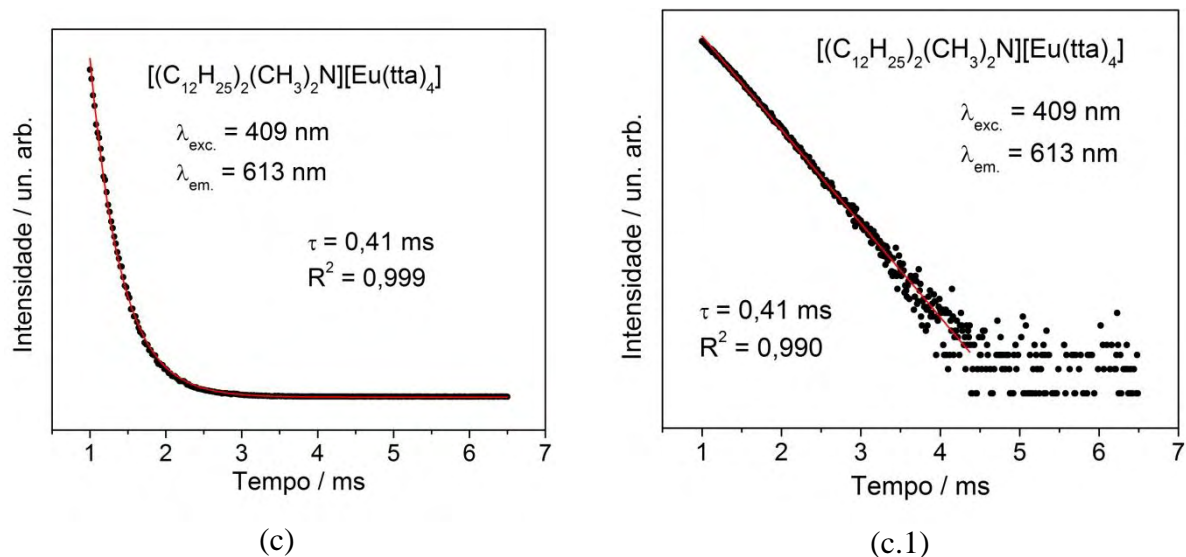 [(C₁₂H₂₅)₂(CH₃)₂N][Eu(tta)₄]
λexc. = 409 nm
λem. = 613 nm
τ = 0,41 ms
R² = 0,999
Intensidade / un. arb.
1 2 3 4 5 6 7
Tempo / ms
(c)
[(C₁₂H₂₅)₂(CH₃)₂N][Eu(tta)₄]
λexc. = 409 nm
λem. = 613 nm
τ = 0,41 ms
R² = 0,990
Intensidade / un. arb.
1 2 3 4 5 6 7
Tempo / ms
(c.1)